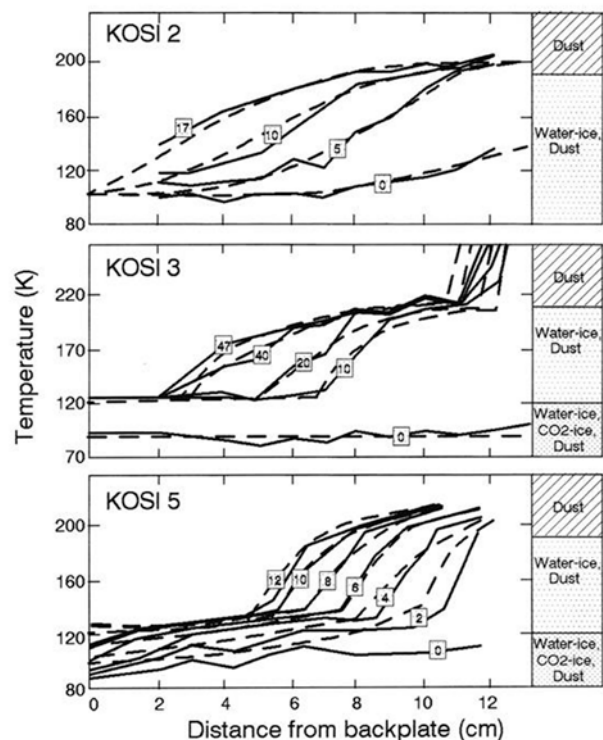 KOSI 2
200
160
120
80
17
10
5
0
Dust
Water-ice,
Dust
KOSI 3
220
170
120
70
47
40
20
10
0
Dust
Water-ice,
Dust
Water-ice,
CO2-ice,
Dust
Temperature (K)
KOSI 5
200
160
120
80
12
10
8
6
4
2
0
Dust
Water-ice,
Dust
Water-ice,
CO2-ice,
Dust
0 2 4 6 8 10 12
Distance from backplate (cm)